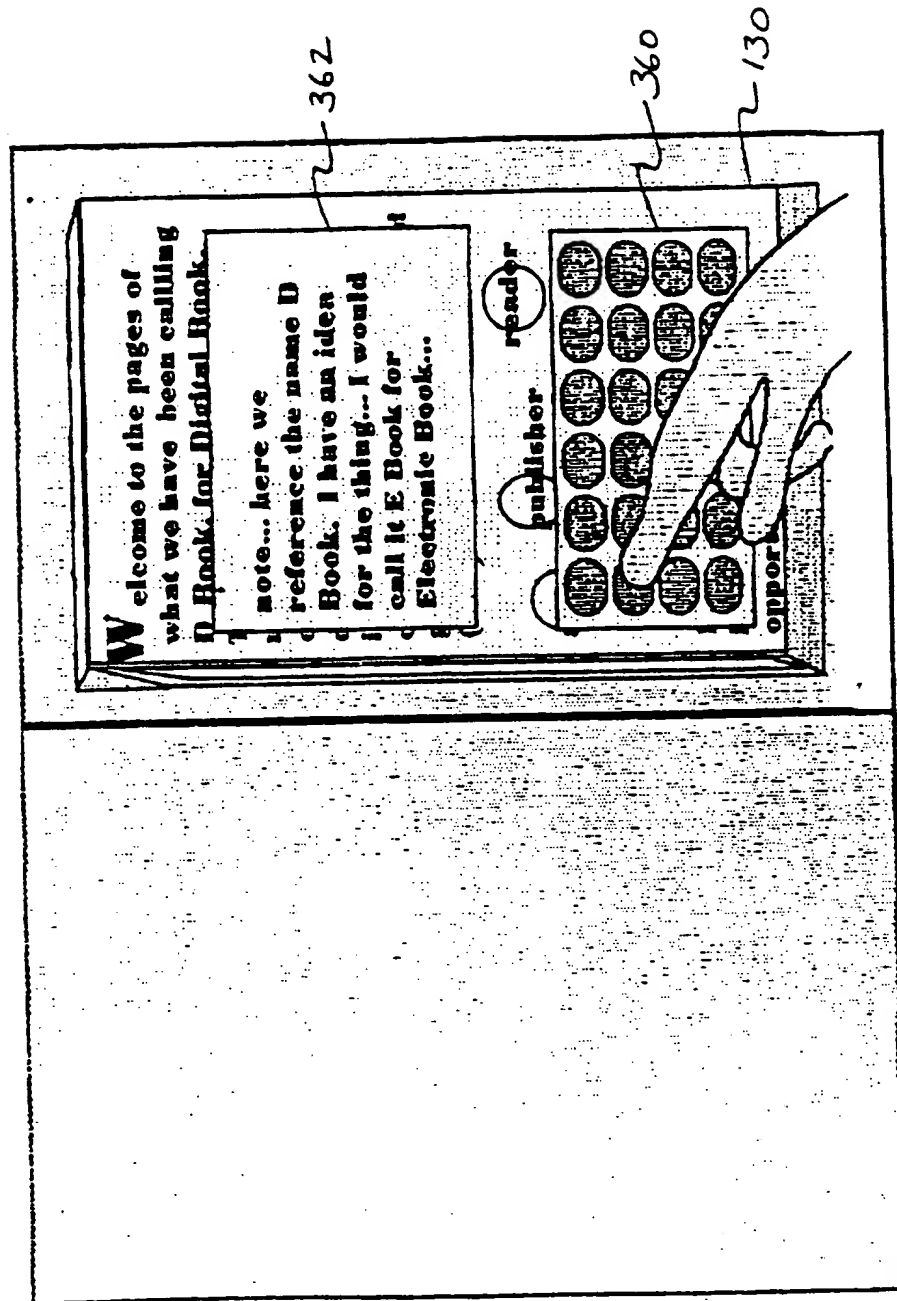 Welcome to the pages of
what we have been callling
D Book, for Digital Book.
note... here we
reference the name D
Book. I have an idea
for the thing... I would
call it E Book for
Electronic Book...
362
publisher reader
360
oppor
130